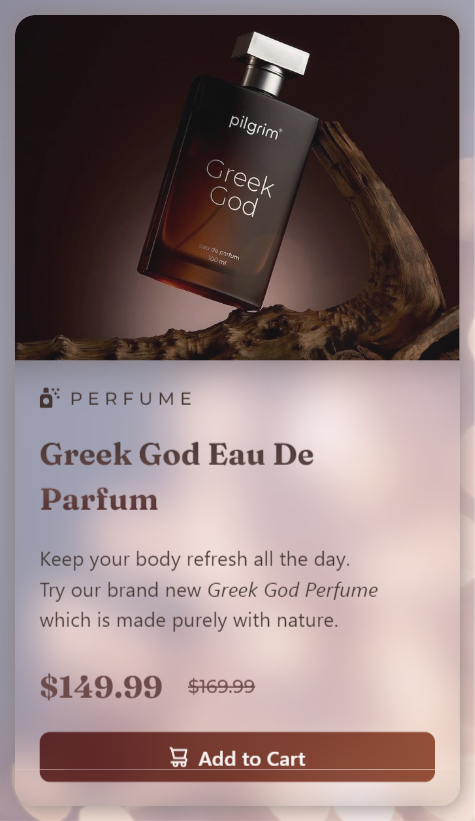 pilgrim®
Greek
God
eau de parfum
100 ml
PERFUME
Greek God Eau De
Parfum
Keep your body refresh all the day.
Try our brand new Greek God Perfume
which is made purely with nature.
$149.99 $169.99
Add to Cart